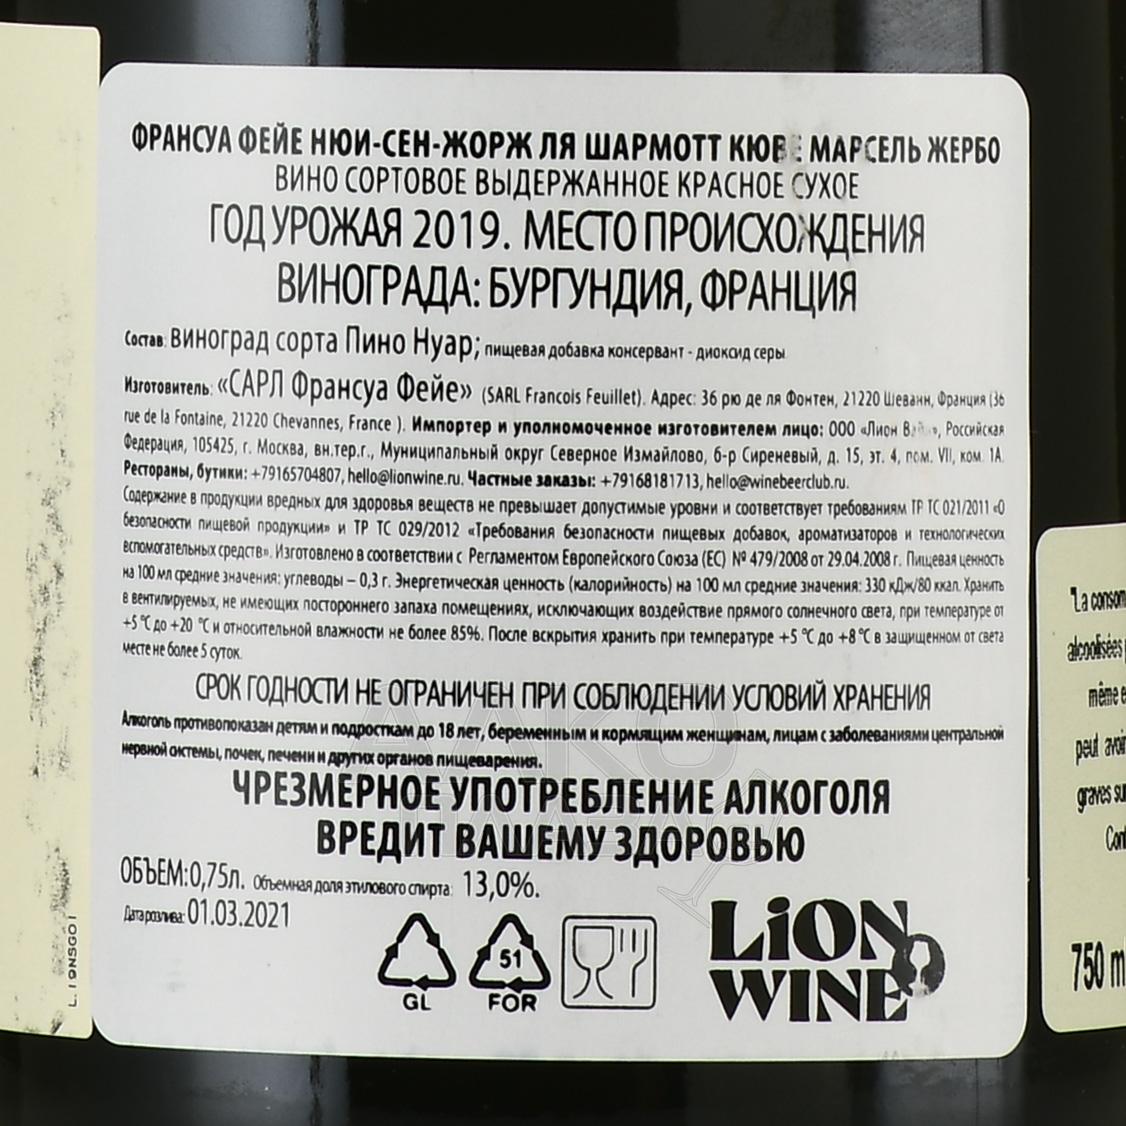 ФРАНСУА ФЕЙЕ НЮИ-СЕН-ЖОРЖ ЛЯ ШАРМОТТ КЮВЕ МАРСЕЛЬ ЖЕРБО
ВИНО СОРТОВОЕ ВЫДЕРЖАННОЕ КРАСНОЕ СУХОЕ
ГОД УРОЖАЯ 2019. МЕСТО ПРОИСХОЖДЕНИЯ
ВИНОГРАДА: БУРГУНДИЯ, ФРАНЦИЯ
Состав: Виноград сорта Пино Нуар; пищевая добавка консервант - диоксид серы
Изготовитель: «САРЛ Франсуа Фейе» (SARL Francois Feuillet). Адрес: 36 рю де ля Фонтен, 21220 Шеванн, Франция (36
rue de la Fontaine, 21220 Chevannes, France ). Импортер и уполномоченное изготовителем лицо: ООО «Лион Вайн», Российская
Федерация, 105425, г. Москва, вн.тер.г., Муниципальный округ Северное Измайлово, б-р Сиреневый, д. 15, эт. 4, пом. VII, ком. 1А.
Рестораны, бутики: +79165704807, hello@lionwine.ru. Частные заказы: +79168181713, hello@winebeerclub.ru.
Содержание в продукции вредных для здоровья веществ не превышает допустимые уровни и соответствует требованиям ТР ТС 021/2011 «О
безопасности пищевой продукции» и ТР ТС 029/2012 «Требования безопасности пищевых добавок, ароматизаторов и технологических
вспомогательных средств». Изготовлено в соответствии с Регламентом Европейского Союза (ЕС) № 479/2008 от 29.04.2008 г. Пищевая ценность
на 100 мл средние значения: углеводы – 0,3 г. Энергетическая ценность (калорийность) на 100 мл средние значения: 330 кДж/80 ккал. Хранить
в вентилируемых, не имеющих постороннего запаха помещениях, исключающих воздействие прямого солнечного света, при температуре от
+5 °С до +20 °С и относительной влажности не более 85%. После вскрытия хранить при температуре +5 °С до +8 °С в защищенном от света
месте не более 5 суток.
СРОК ГОДНОСТИ НЕ ОГРАНИЧЕН ПРИ СОБЛЮДЕНИИ УСЛОВИЙ ХРАНЕНИЯ
Алкоголь противопоказан детям и подросткам до 18 лет, беременным и кормящим женщинам, лицам с заболеваниями центральной
нервной системы, почек, печени и других органов пищеварения.
ЧРЕЗМЕРНОЕ УПОТРЕБЛЕНИЕ АЛКОГОЛЯ
ВРЕДИТ ВАШЕМУ ЗДОРОВЬЮ
ОБЪЕМ:0,75л. Объемная доля этилового спирта: 13,0%.
Дата розлива: 01.03.2021
GL
51
FOR
LiON
WINE
L.19NSG01
"La consom
alcoolisées
même e
peut avoir
graves su
Conf
750 ml